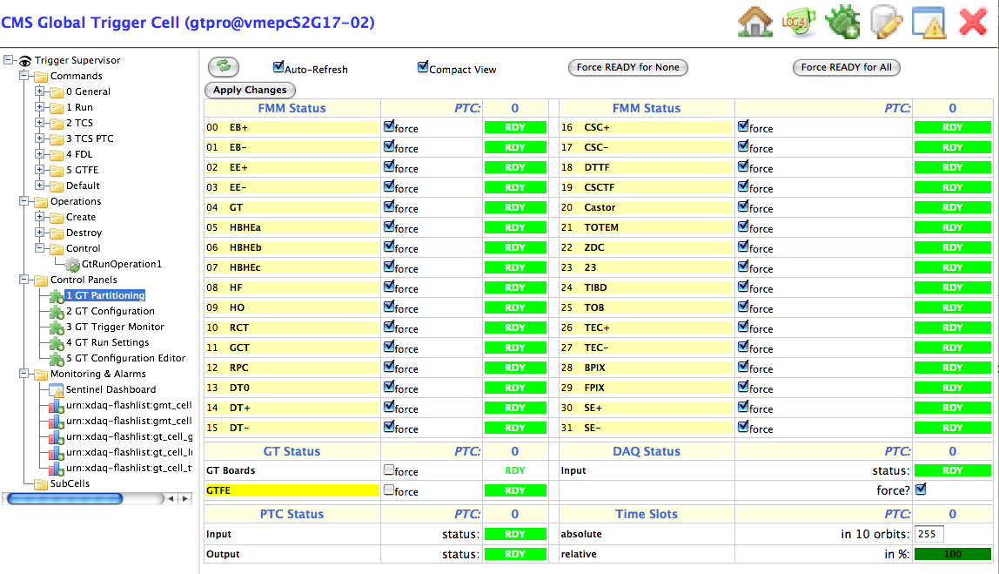 CMS Global Trigger Cell (gtpro@vmepcS2G17-02)
LOG4J
Trigger Supervisor
Commands
0 General
1 Run
2 TCS
3 TCS PTC
4 FDL
5 GTFE
Default
Operations
Create
Destroy
Control
GtRunOperation1
Control Panels
1 GT Partitioning
2 GT Configuration
3 GT Trigger Monitor
4 GT Run Settings
5 GT Configuration Editor
Monitoring & Alarms
Sentinel Dashboard
urn:xdaq-flashlist:gmt_cell
urn:xdaq-flashlist:gmt_cell
urn:xdaq-flashlist:gt_cell_g
urn:xdaq-flashlist:gt_cell_lu
urn:xdaq-flashlist:gt_cell_t
SubCells
Auto-Refresh Compact View Force READY for None Force READY for All
Apply Changes
FMM Status PTC: 0 FMM Status PTC: 0
00 EB+ force RDY 16 CSC+ force RDY
01 EB- force RDY 17 CSC- force RDY
02 EE+ force RDY 18 DTTF force RDY
03 EE- force RDY 19 CSCTF force RDY
04 GT force RDY 20 Castor force RDY
05 HBHEa force RDY 21 TOTEM force RDY
06 HBHEb force RDY 22 ZDC force RDY
07 HBHEc force RDY 23 23 force RDY
08 HF force RDY 24 TIBD force RDY
09 HO force RDY 25 TOB force RDY
10 RCT force RDY 26 TEC+ force RDY
11 GCT force RDY 27 TEC- force RDY
12 RPC force RDY 28 BPIX force RDY
13 DT0 force RDY 29 FPIX force RDY
14 DT+ force RDY 30 SE+ force RDY
15 DT- force RDY 31 SE- force RDY
GT Status PTC: 0 DAQ Status PTC: 0
GT Boards force RDY Input status: RDY
GTFE force RDY force?
PTC Status PTC: 0 Time Slots PTC: 0
Input status: RDY absolute in 10 orbits: 255
Output status: RDY relative in %: 100